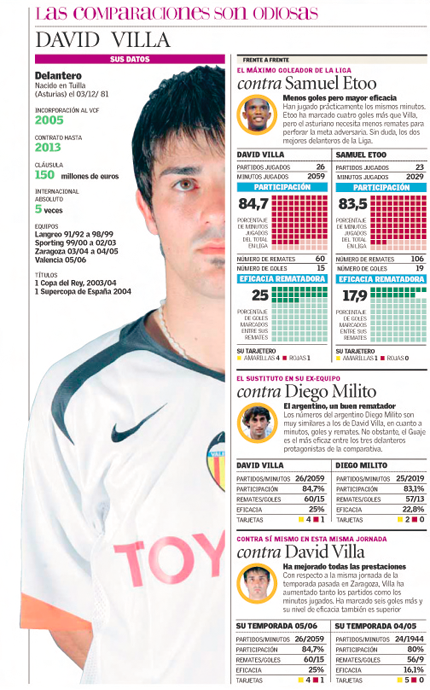 Las comparaciones son odiosas
DAVID VILLA
SUS DATOS
Delantero
Nacido en Tuilla
(Asturias) el 03/12/ 81
INCORPORACIÓN AL VCF
2005
CONTRATO HASTA
2013
CLÁUSULA
150 millones de euros
INTERNACIONAL
ABSOLUTO
5 veces
EQUIPOS
Langreo 91/92 a 98/99
Sporting 99/00 a 02/03
Zaragoza 03/04 a 04/05
Valencia 05/06
TÍTULOS
1 Copa del Rey, 2003/04
1 Supercopa de España 2004
TOY
FRENTE A FRENTE
EL MÁXIMO GOLEADOR DE LA LIGA
contra Samuel Etoo
Menos goles pero mayor eficacia
Han jugado prácticamente los mismos minutos.
Etoo ha marcado cuatro goles más que Villa,
pero el asturiano necesita menos remates para
perforar la meta adversaria. Sin duda, los dos
mejores delanteros de la Liga.
DAVID VILLA
PARTIDOS JUGADOS 26
MINUTOS JUGADOS 2059
PARTICIPACIÓN
84,7
PORCENTAJE
DE MINUTOS
JUGADOS
DEL TOTAL
EN LIGA
NÚMERO DE REMATES 60
NÚMERO DE GOLES 15
EFICACIA REMATADORA
25
PORCENTAJE
DE GOLES
MARCADOS
ENTRE SUS
REMATES
SU TARJETERO
AMARILLAS 4 ROJAS 1
SAMUEL ETOO
PARTIDOS JUGADOS 23
MINUTOS JUGADOS 2029
PARTICIPACIÓN
83,5
PORCENTAJE
DE MINUTOS
JUGADOS
DEL TOTAL
EN LIGA
NÚMERO DE REMATES 106
NÚMERO DE GOLES 19
EFICACIA REMATADORA
17,9
PORCENTAJE
DE GOLES
MARCADOS
ENTRE SUS
REMATES
SU TARJETERO
AMARILLAS 1 ROJAS 0
EL SUSTITUTO EN SU EX-EQUIPO
contra Diego Milito
El argentino, un buen rematador
Los números del argentino Diego Milito son
muy similares a los de David Villa, en cuanto a
minutos, goles y remates. No obstante, el Guaje
es el más eficaz entre los tres delanteros
protagonistas de la comparativa.
DAVID VILLA
PARTIDOS/MINUTOS 26/2059
PARTICIPACIÓN 84,7%
REMATES/GOLES 60/15
EFICACIA 25%
TARJETAS 4 1
DIEGO MILITO
PARTIDOS/MINUTOS 25/2019
PARTICIPACIÓN 83,1%
REMATES/GOLES 57/13
EFICACIA 22,8%
TARJETAS 2 0
CONTRA SÍ MISMO EN ESTA MISMA JORNADA
contra David Villa
Ha mejorado todas las prestaciones
Con respecto a la misma jornada de la
temporada pasada en Zaragoza, Villa ha
aumentado tanto los partidos como los
minutos jugados. Ha marcado seis goles más y
su nivel de eficacia también es superior
SU TEMPORADA 05/06
PARTIDOS/MINUTOS 26/2059
PARTICIPACIÓN 84,7%
REMATES/GOLES 60/15
EFICACIA 25%
TARJETAS 4 1
SU TEMPORADA 04/05
PARTIDOS/MINUTOS 24/1944
PARTICIPACIÓN 80%
REMATES/GOLES 56/9
EFICACIA 16,1%
TARJETAS 5 0